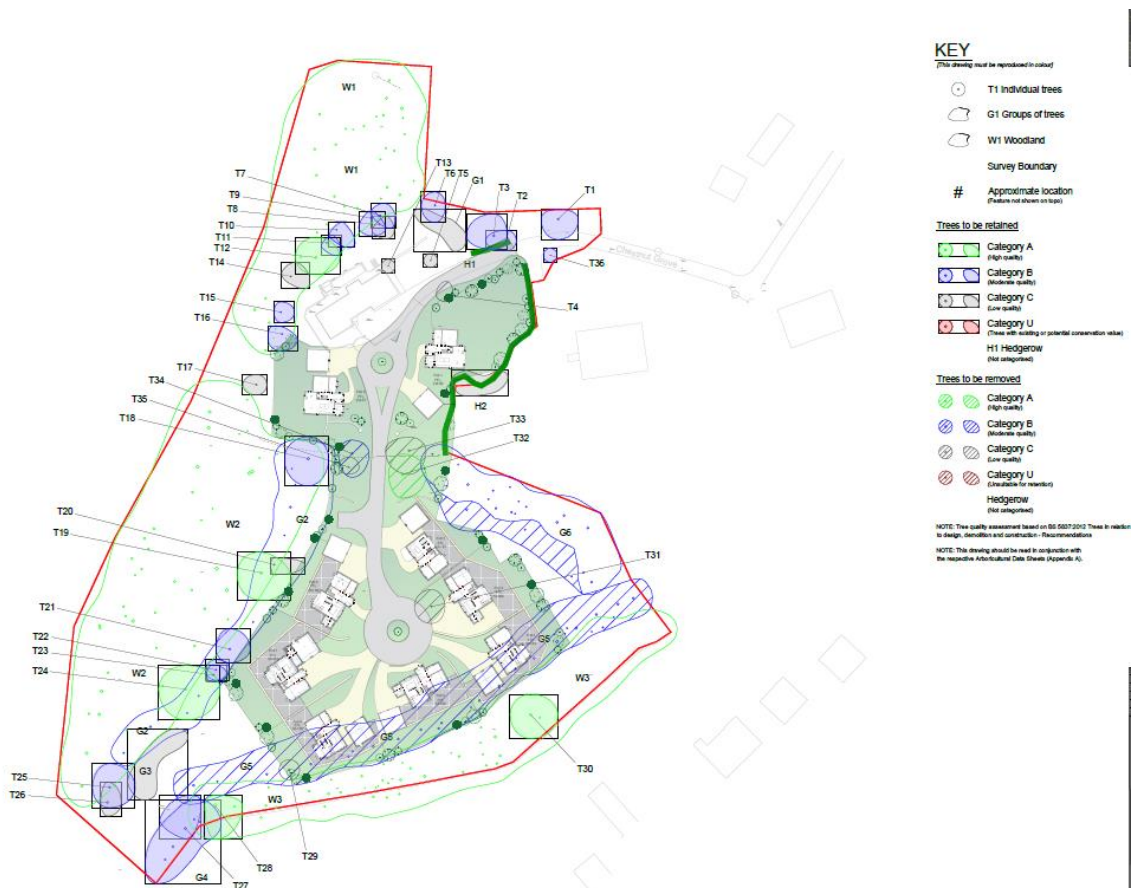 W1
KEY
[This drawing must be reproduced in colour]
T1 Individual trees
G1 Groups of trees
W1 Woodland
Survey Boundary
# Approximate location
(Feature not shown on topo)
Trees to be retained
Category A
(High quality)
Category B
(Moderate quality)
Category C
(Low quality)
Category U
(Trees with existing or potential conservation value)
H1 Hedgerow
(Not categorised)
Trees to be removed
Category A
(High quality)
Category B
(Moderate quality)
Category C
(Low quality)
Category U
(Unsuitable for retention)
Hedgerow
(Not categorised)
NOTE: Tree quality assessment based on BS 5837:2012 Trees in relation
to design, demolition and construction - Recommendations
NOTE: This drawing should be read in conjunction with
the respective Arboricultural Data Sheets (Appendix A).
W1
T13
T6 T5
G1
T7
T9
T8
T10
T11
T12
T14
T3
T2
T1
Chestnut Grove
T36
H1
T4
T15
T16
T17
T34
T35
T18
H2
T33
T32
W2
G2
G6
T20
T19
T31
T21
T22
T23
T24
W2
G5
W3
G2
G3
G5
G5
T30
T25
T26
W3
T29
T28
T27
G4